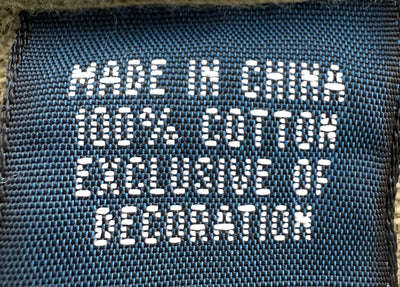 MADE IN CHINA
100% COTTON
EXCLUSIVE OF
DECORATION